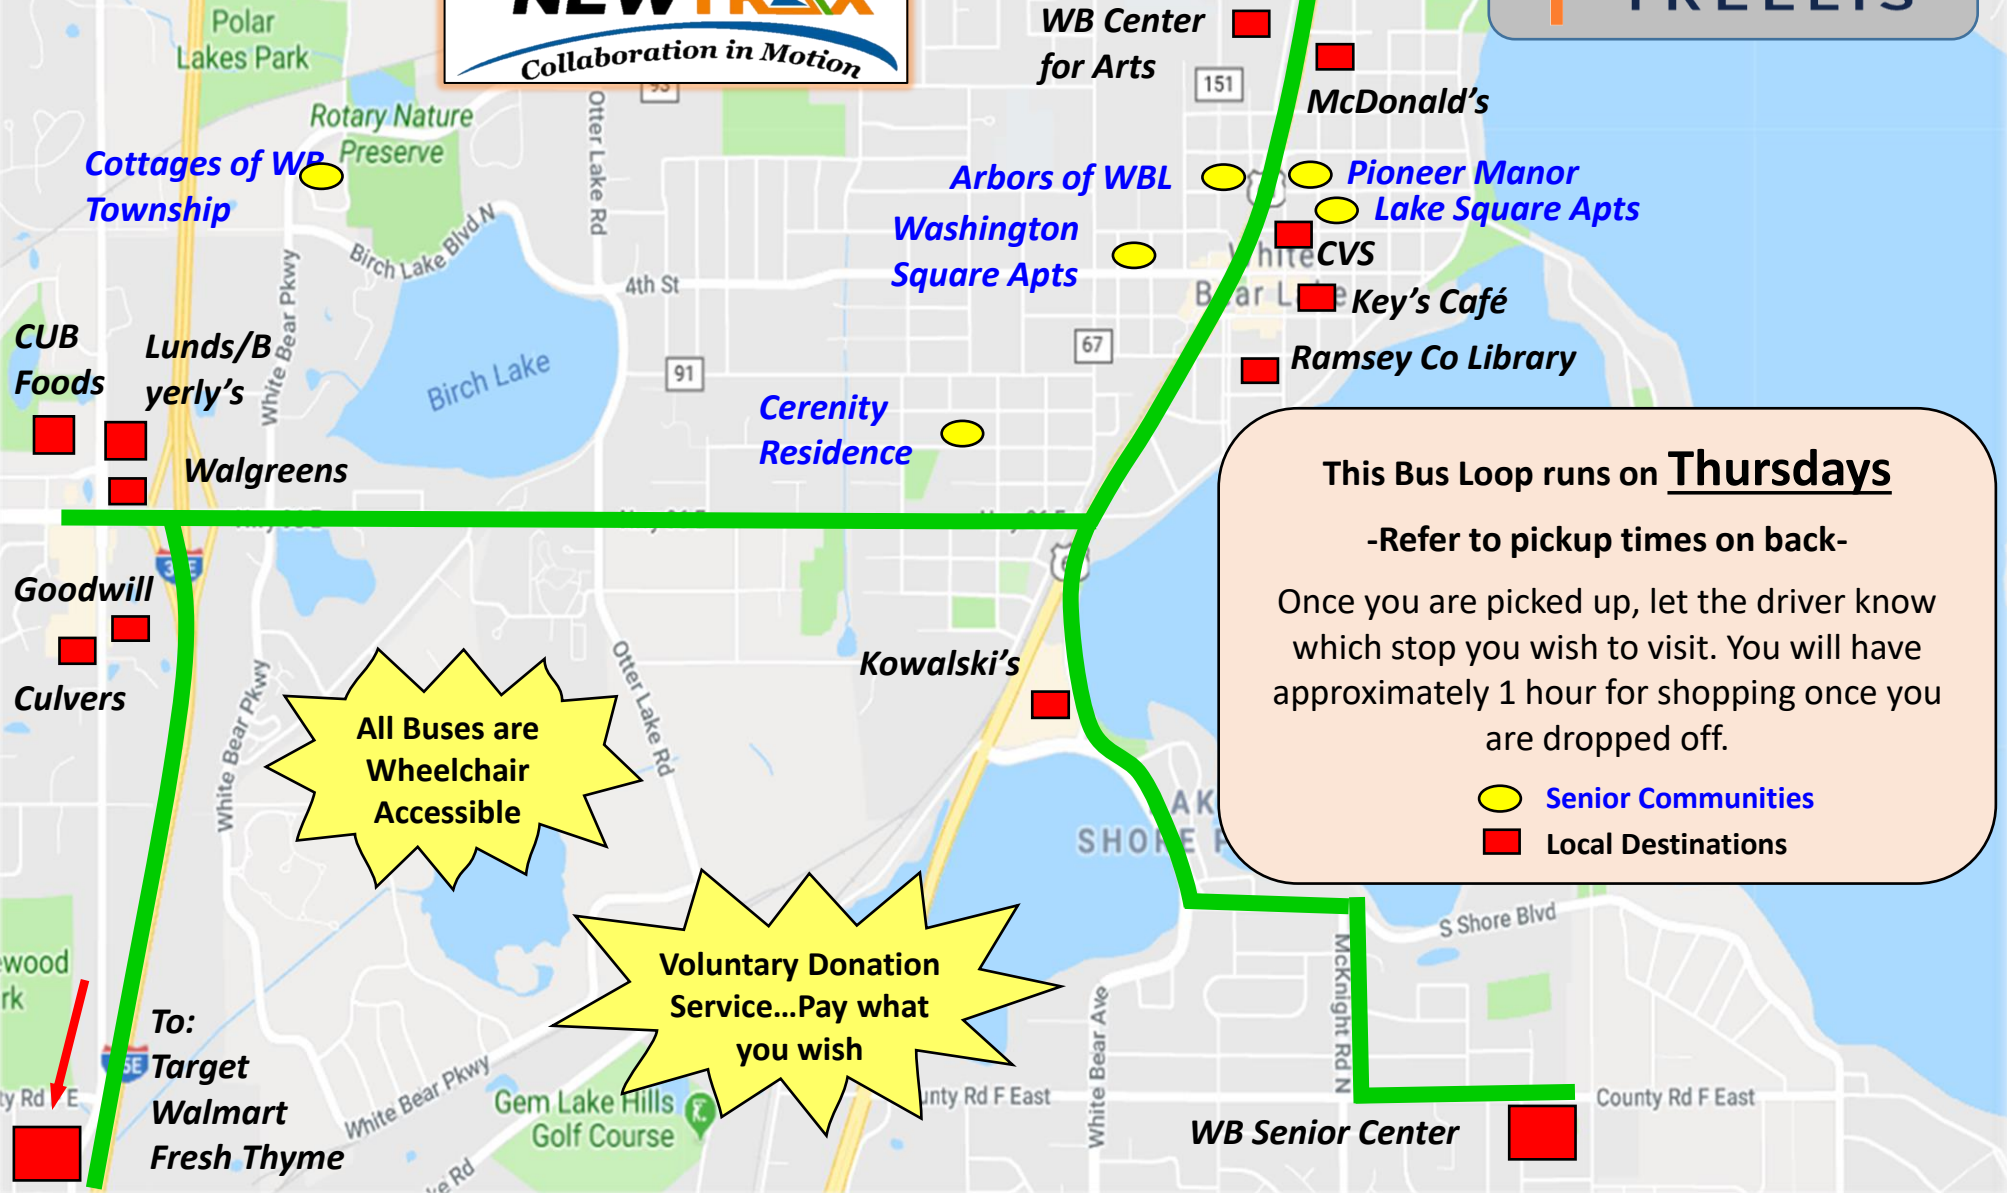 Polar
Lakes Park
NEWTRAX
Collaboration in Motion
WB Center
for Arts
TRELLIS
151
McDonald's
93
Otter Lake Rd
Rotary Nature
Preserve
Cottages of WB
Township
Arbors of WBL
Pioneer Manor
Lake Square Apts
Washington
Square Apts
White
Bear Lake
CVS
Key's Café
Birch Lake Blvd N
4th St
White Bear Pkwy
CUB
Foods
Lunds/B
yerly's
Birch Lake
91
67
Ramsey Co Library
Cerenity
Residence
Walgreens
This Bus Loop runs on Thursdays
-Refer to pickup times on back-
Once you are picked up, let the driver know
which stop you wish to visit. You will have
approximately 1 hour for shopping once you
are dropped off.
Senior Communities
Local Destinations
Goodwill
Culvers
Kowalski's
Otter Lake Rd
White Bear Pkwy
All Buses are
Wheelchair
Accessible
SHORE
S Shore Blvd
McKnight Rd N
Voluntary Donation
Service...Pay what
you wish
White Bear Ave
To:
Target
Walmart
Fresh Thyme
White Bear Pkwy
Gem Lake Hills
Golf Course
County Rd F East
WB Senior Center